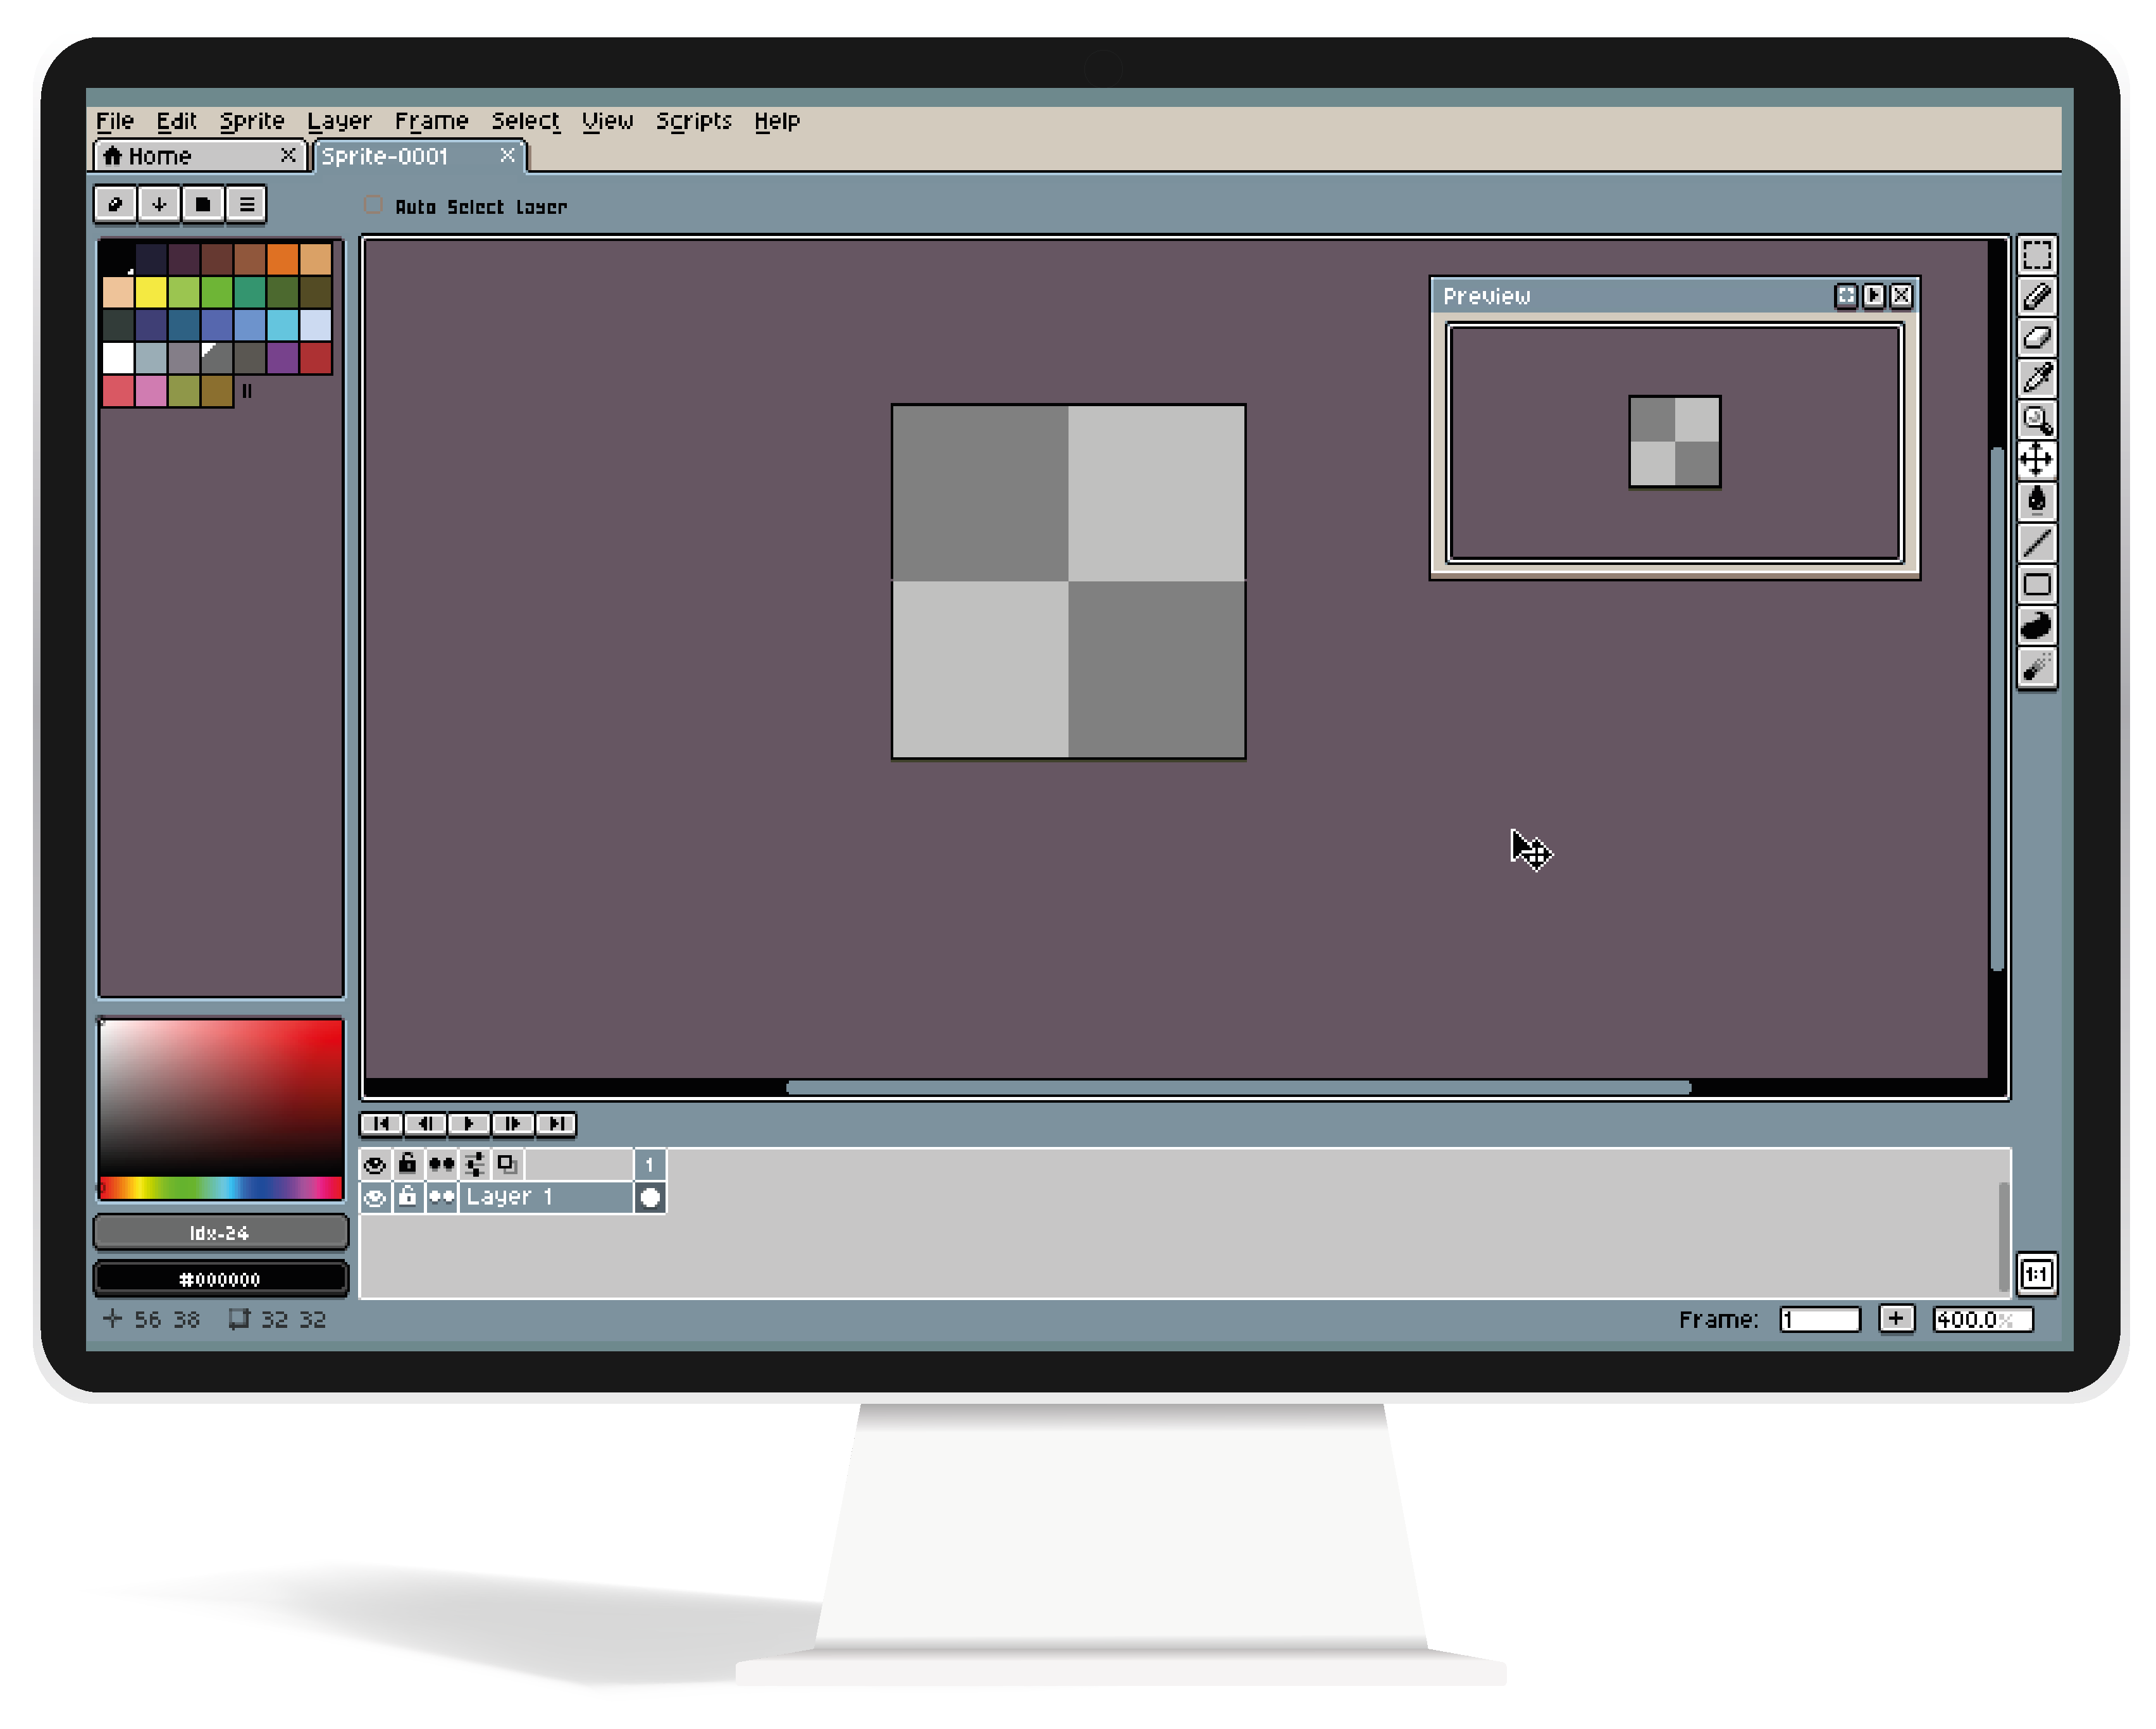 File Edit Sprite Layer Frame Select View Scripts Help
Home Sprite-0001
Auto Select Layer
Preview
1
Layer 1
Idx-24
#000000
1:1
56 38 32 32 Frame: 1 + 400.0%